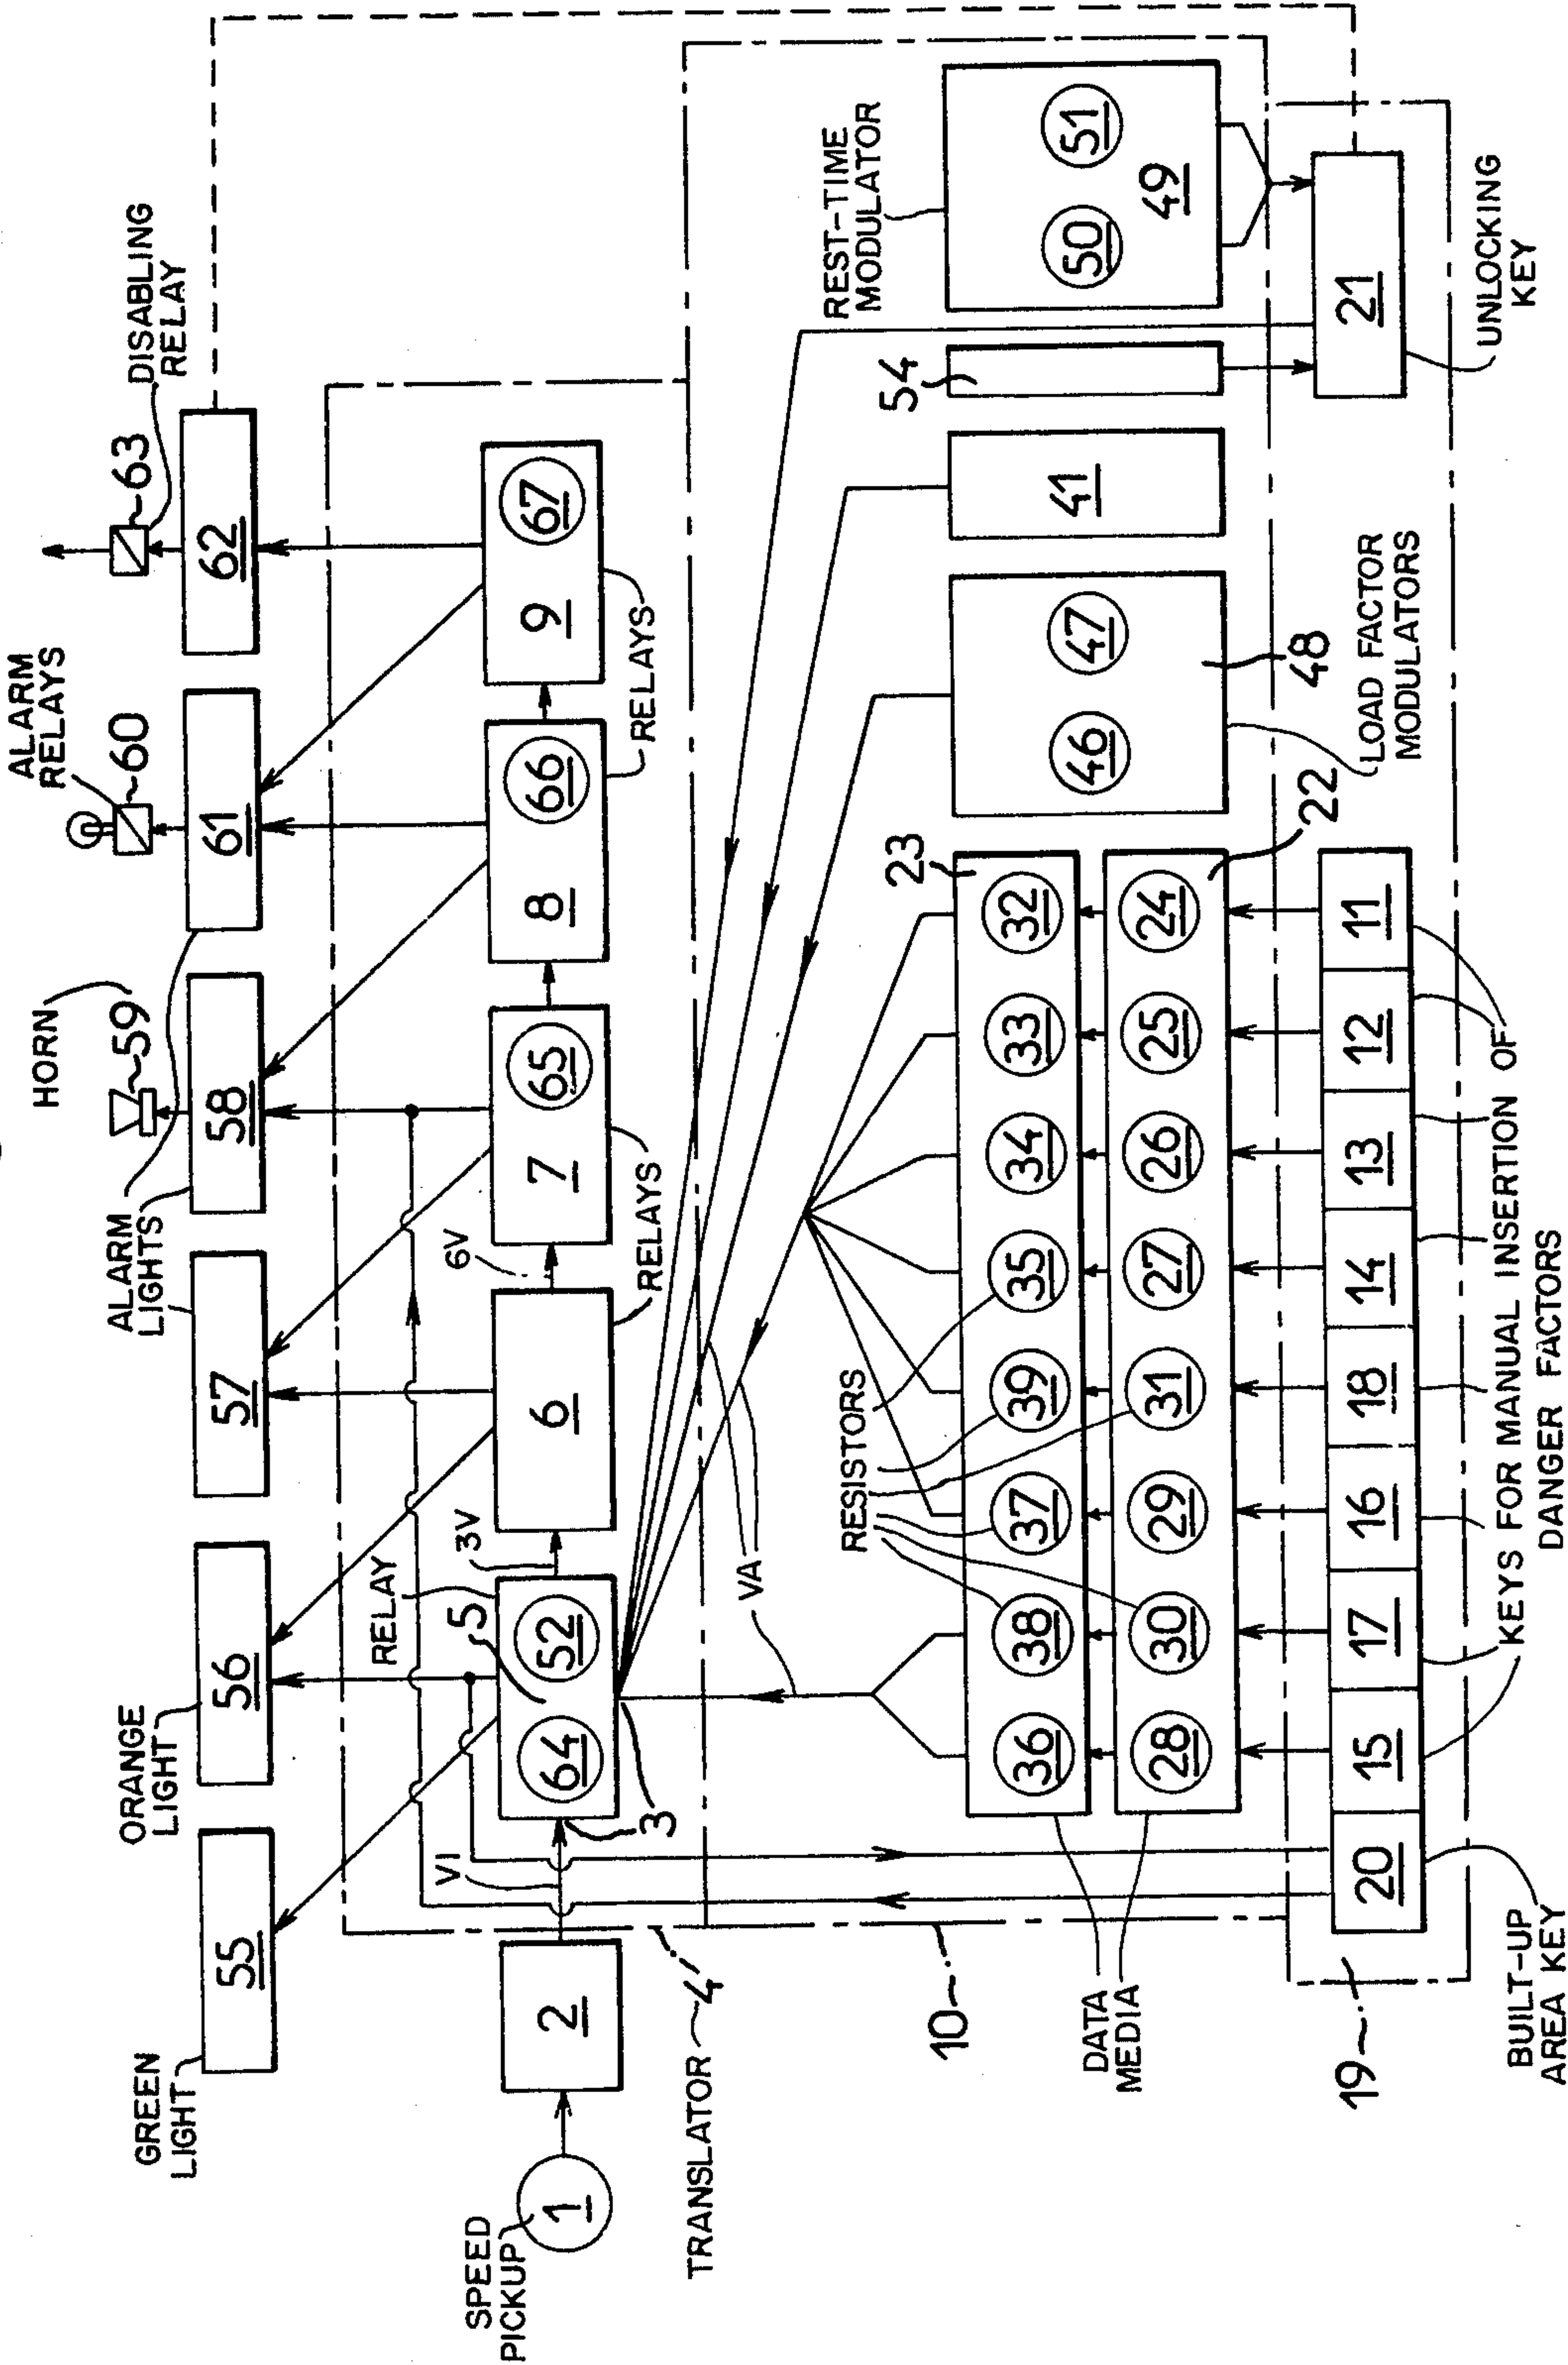 GREEN
LIGHT
55
ORANGE
LIGHT
56
ALARM
LIGHTS
57
HORN
59
58
ALARM
RELAYS
60
61
DISABLING
RELAY
63
62
SPEED
PICKUP
1
2
V1
3
RELAY
5
64
52
3V
6
6V
RELAYS
7
65
8
66
RELAYS
9
67
TRANSLATOR
4
VA
VA
10
DATA
MEDIA
RESISTORS
23
36
38
37
39
35
34
33
32
22
28
30
29
31
27
26
25
24
46
47
48
LOAD FACTOR
MODULATORS
41
54
REST-TIME
MODULATOR
50
51
49
19
20
15
17
16
18
14
13
12
11
21
BUILT-UP
AREA KEY
KEYS FOR MANUAL INSERTION OF
DANGER FACTORS
UNLOCKING
KEY